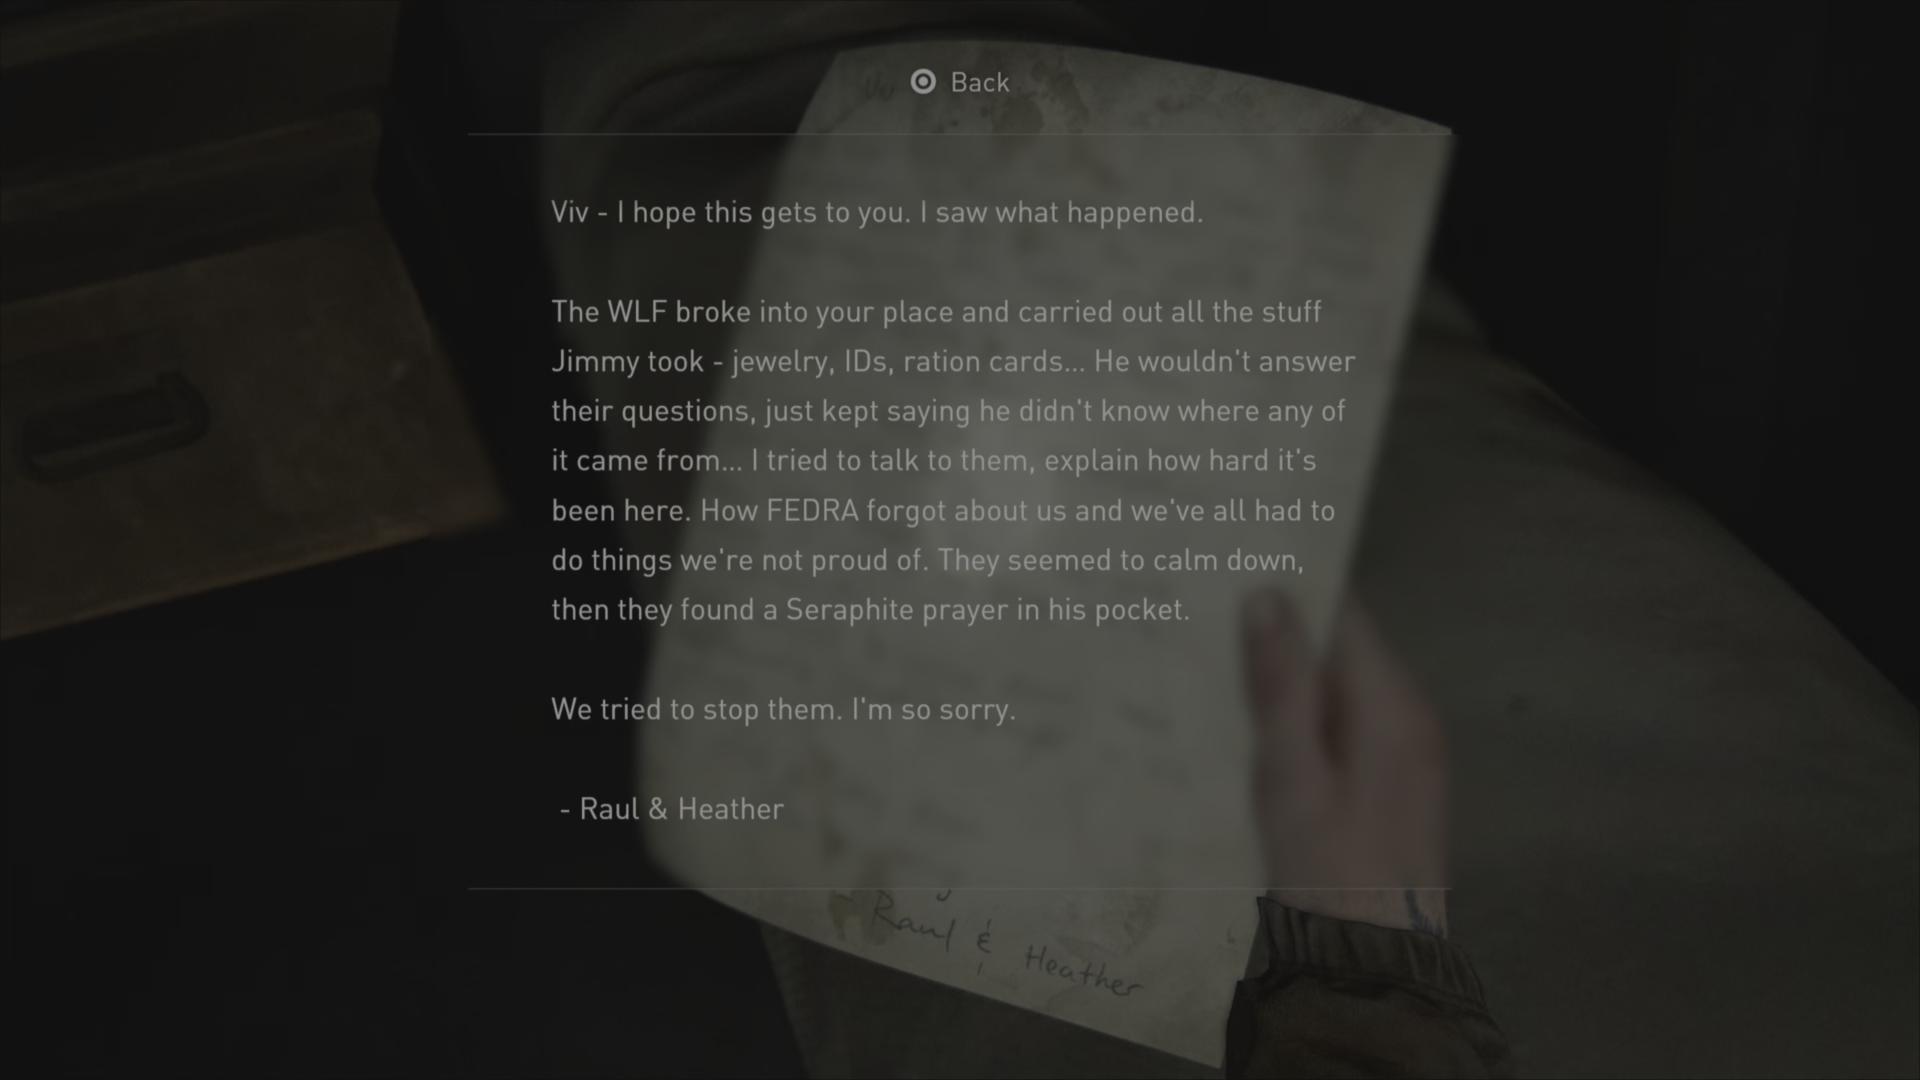 Back
Viv - I hope this gets to you. I saw what happened.
The WLF broke into your place and carried out all the stuff
Jimmy took - jewelry, IDs, ration cards... He wouldn't answer
their questions, just kept saying he didn't know where any of
it came from... I tried to talk to them, explain how hard it's
been here. How FEDRA forgot about us and we've all had to
do things we're not proud of. They seemed to calm down,
then they found a Seraphite prayer in his pocket.
We tried to stop them. I'm so sorry.
- Raul & Heather
Raul & Heather